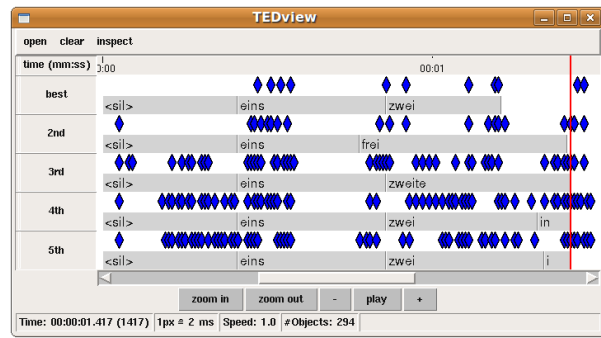 TEDview
open clear inspect
time (mm:ss) 0:00 00:01
best
<sil> eins zwei
2nd
<sil> eins frei
3rd
<sil> eins zweite
4th
<sil> eins zwei in
5th
<sil> eins zwei i
zoom in zoom out - play +
Time: 00:00:01.417 (1417) 1px ≙ 2 ms Speed: 1.0 #Objects: 294